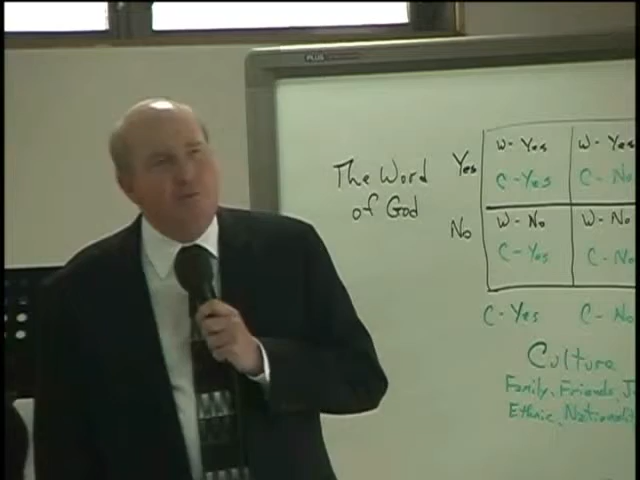 PLUS
The Word
of God
Yes
No
W- Yes
W- Yes
C-Yes
C- No
W- No
W- No
C- Yes
C- No
C- Yes
C- No
Culture
Family, Friends,
Ethnic,